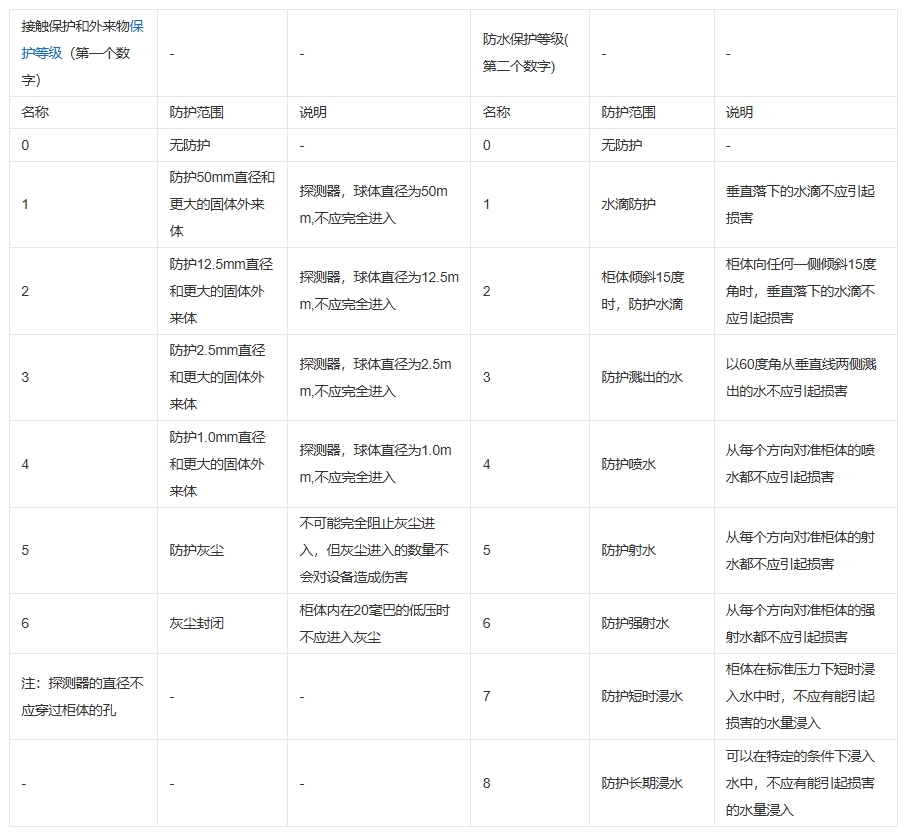 接触保护和外来物保
护等级（第一个数
字）
-
-
防水保护等级(
第二个数字)
-
-
名称
防护范围
说明
名称
防护范围
说明
0
无防护
-
0
无防护
-
1
防护50mm直径和
更大的固体外来
体
探测器，球体直径为50m
m,不应完全进入
1
水滴防护
垂直落下的水滴不应引起
损害
2
防护12.5mm直径
和更大的固体外
来体
探测器，球体直径为12.5m
m,不应完全进入
2
柜体倾斜15度
时，防护水滴
柜体向任何一侧倾斜15度
角时，垂直落下的水滴不
应引起损害
3
防护2.5mm直径
和更大的固体外
来体
探测器，球体直径为2.5m
m,不应完全进入
3
防护溅出的水
以60度角从垂直线两侧溅
出的水不应引起损害
4
防护1.0mm直径
和更大的固体外
来体
探测器，球体直径为1.0m
m,不应完全进入
4
防护喷水
从每个方向对准柜体的喷
水都不应引起损害
5
防护灰尘
不可能完全阻止灰尘进
入，但灰尘进入的数量不
会对设备造成伤害
5
防护射水
从每个方向对准柜体的射
水都不应引起损害
6
灰尘封闭
柜体内在20毫巴的低压时
不应进入灰尘
6
防护强射水
从每个方向对准柜体的强
射水都不应引起损害
注：探测器的直径不
应穿过柜体的孔
-
-
7
防护短时浸水
柜体在标准压力下短时浸
入水中时，不应有能引起
损害的水量浸入
-
-
-
8
防护长期浸水
可以在特定的条件下浸入
水中，不应有能引起损害
的水量浸入